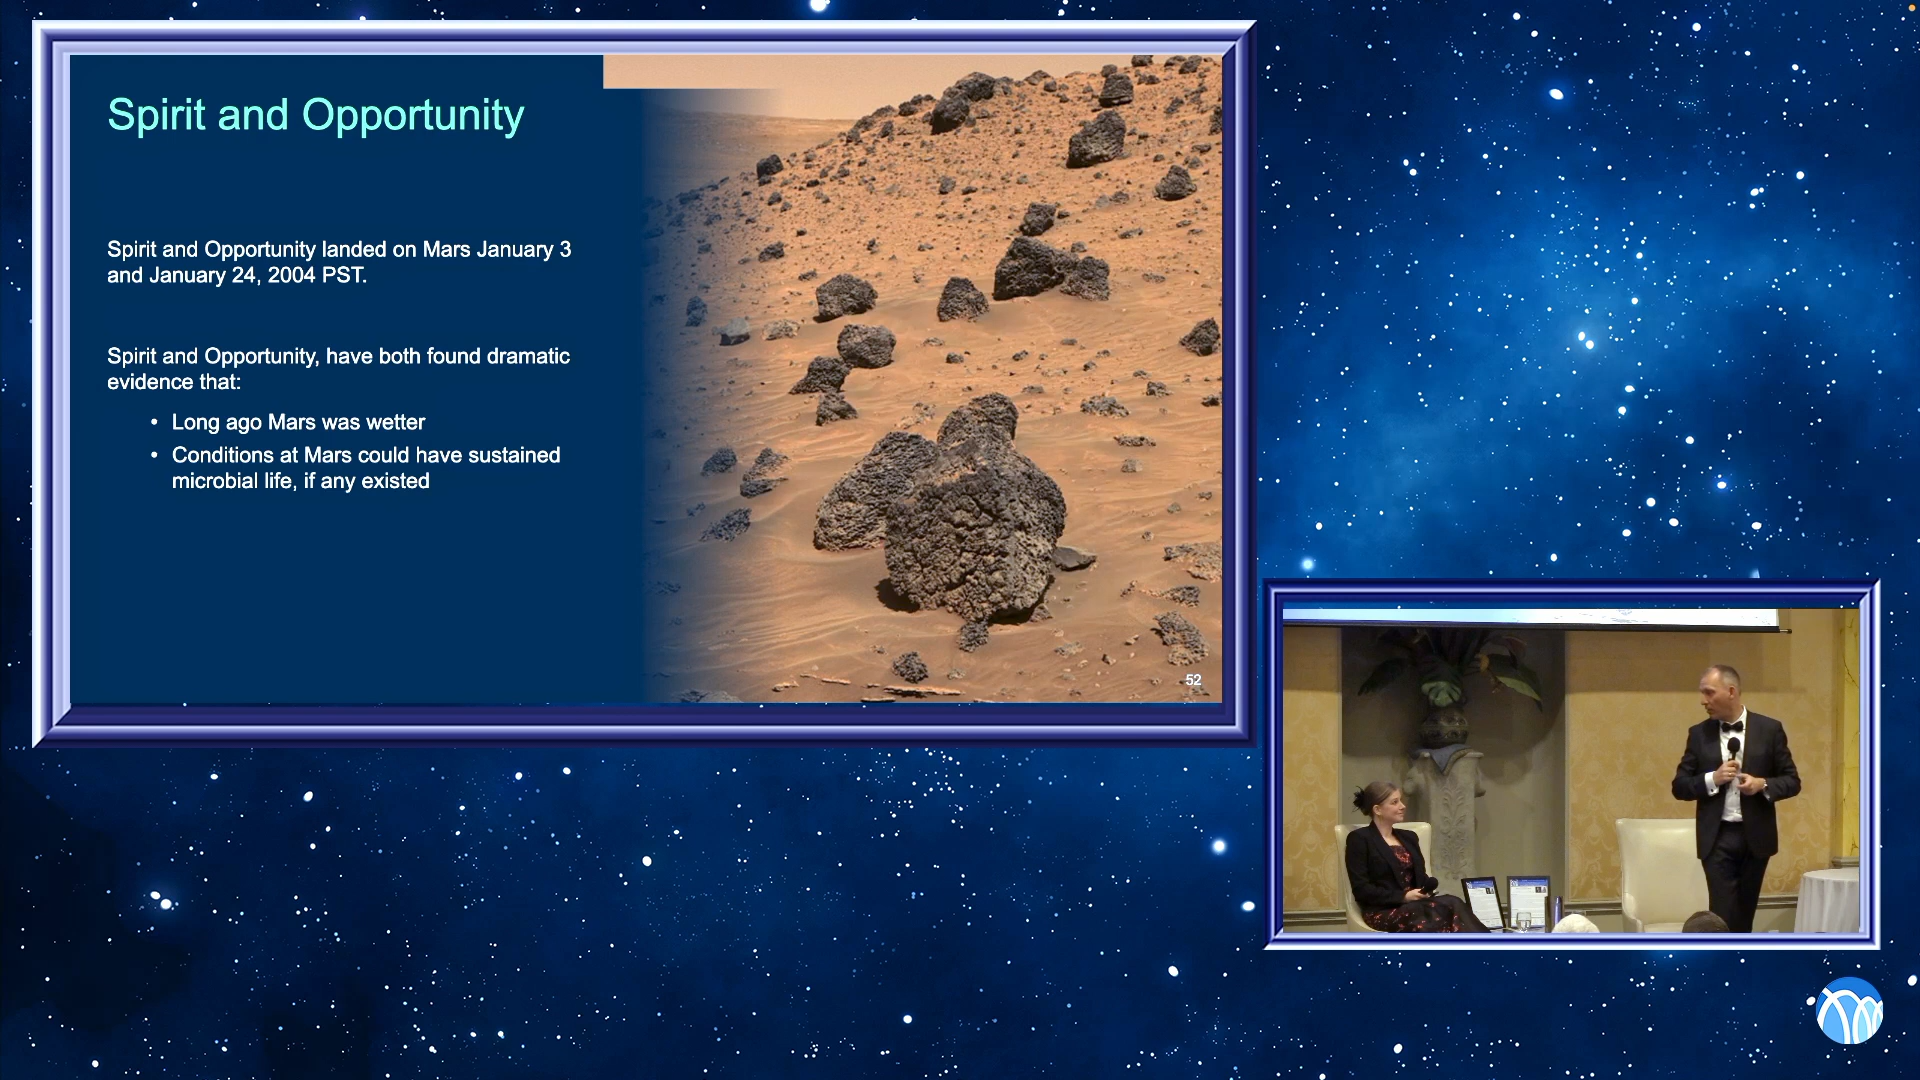 Spirit and Opportunity
Spirit and Opportunity landed on Mars January 3
and January 24, 2004 PST.
Spirit and Opportunity, have both found dramatic
evidence that:
• Long ago Mars was wetter
• Conditions at Mars could have sustained
microbial life, if any existed
52